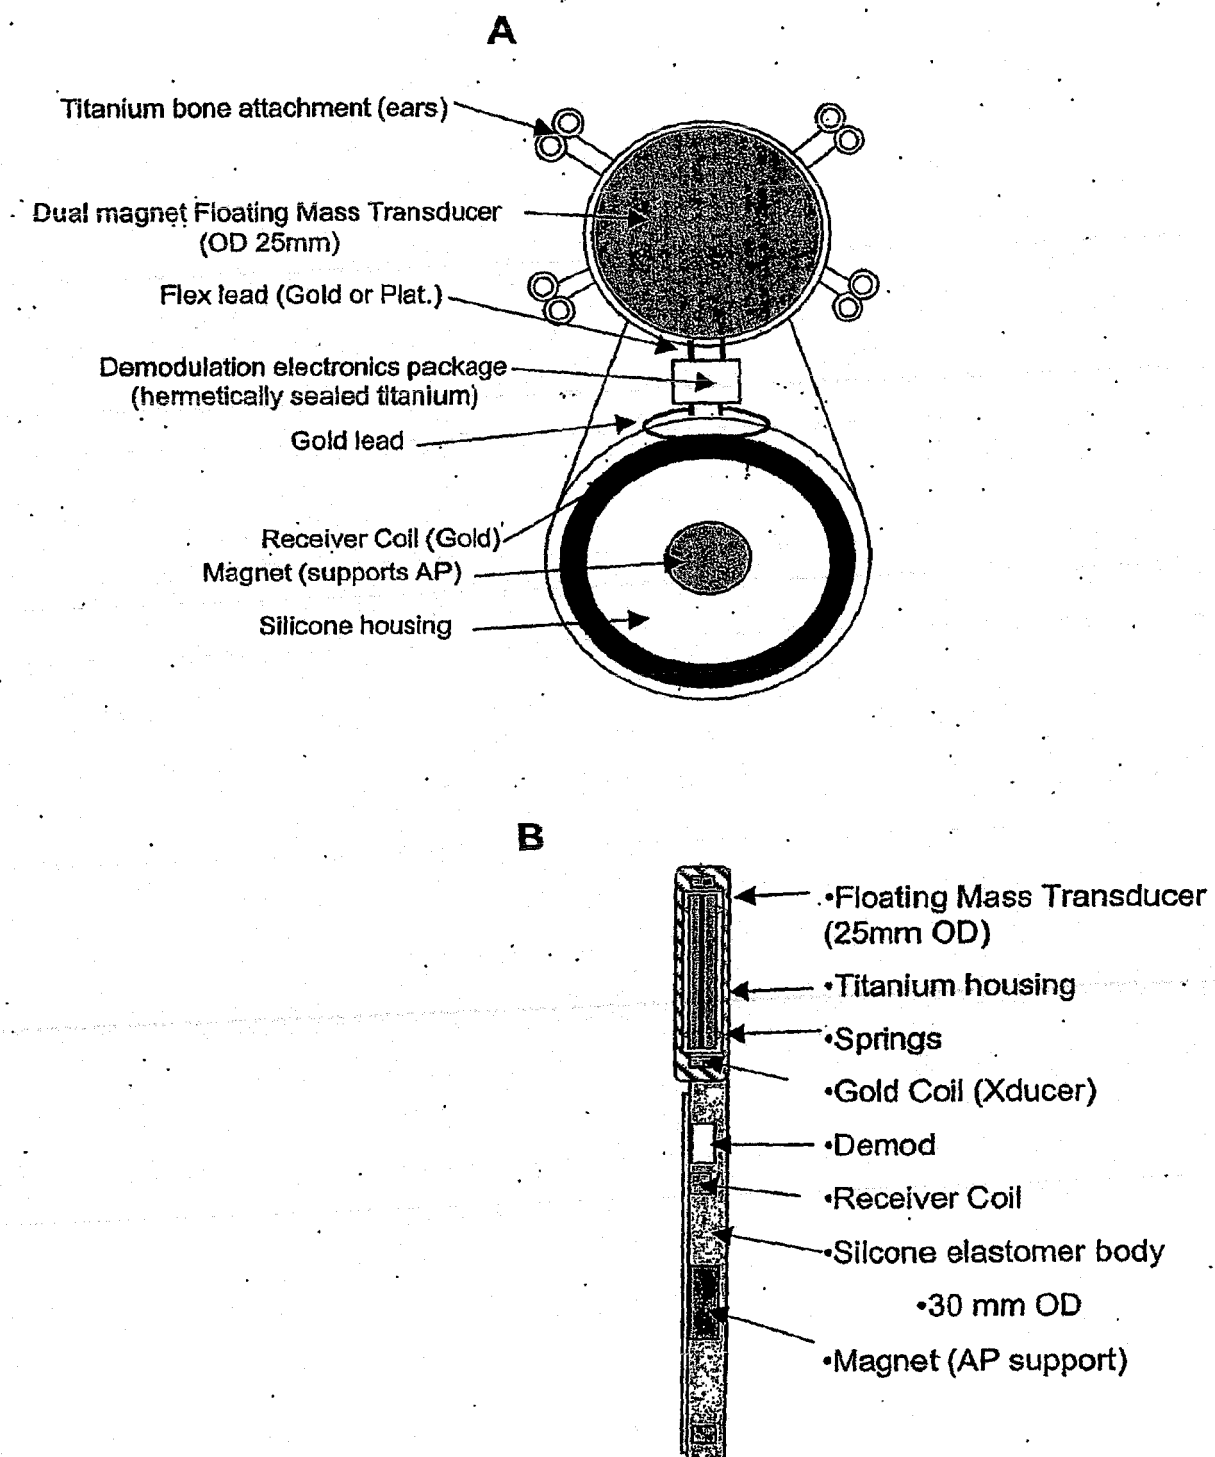 A
Titanium bone attachment (ears)
Dual magnet Floating Mass Transducer
(OD 25mm)
Flex lead (Gold or Plat.)
Demodulation electronics package
(hermetically sealed titanium)
Gold lead
Receiver Coil (Gold)
Magnet (supports AP)
Silicone housing
B
•Floating Mass Transducer
(25mm OD)
•Titanium housing
•Springs
•Gold Coil (Xducer)
•Demod
•Receiver Coil
•Silcone elastomer body
•30 mm OD
•Magnet (AP support)